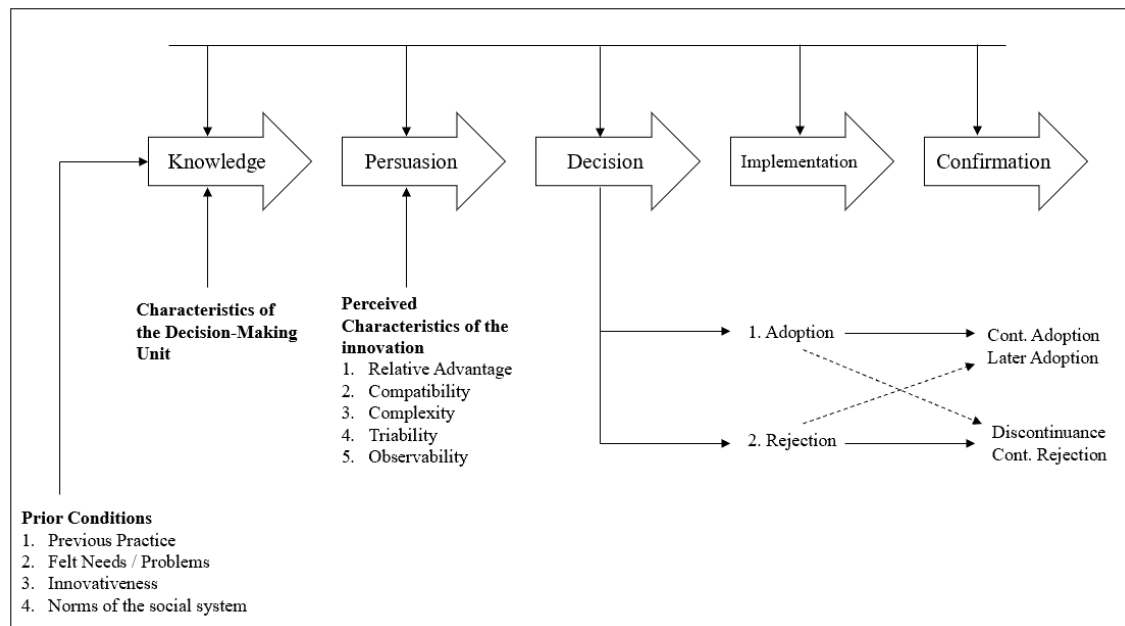 Knowledge
Persuasion
Decision
Implementation
Confirmation
Characteristics of
the Decision-Making
Unit
Perceived
Characteristics of the
innovation
1. Relative Advantage
2. Compatibility
3. Complexity
4. Triability
5. Observability
1. Adoption
Cont. Adoption
Later Adoption
2. Rejection
Discontinuance
Cont. Rejection
Prior Conditions
1. Previous Practice
2. Felt Needs / Problems
3. Innovativeness
4. Norms of the social system